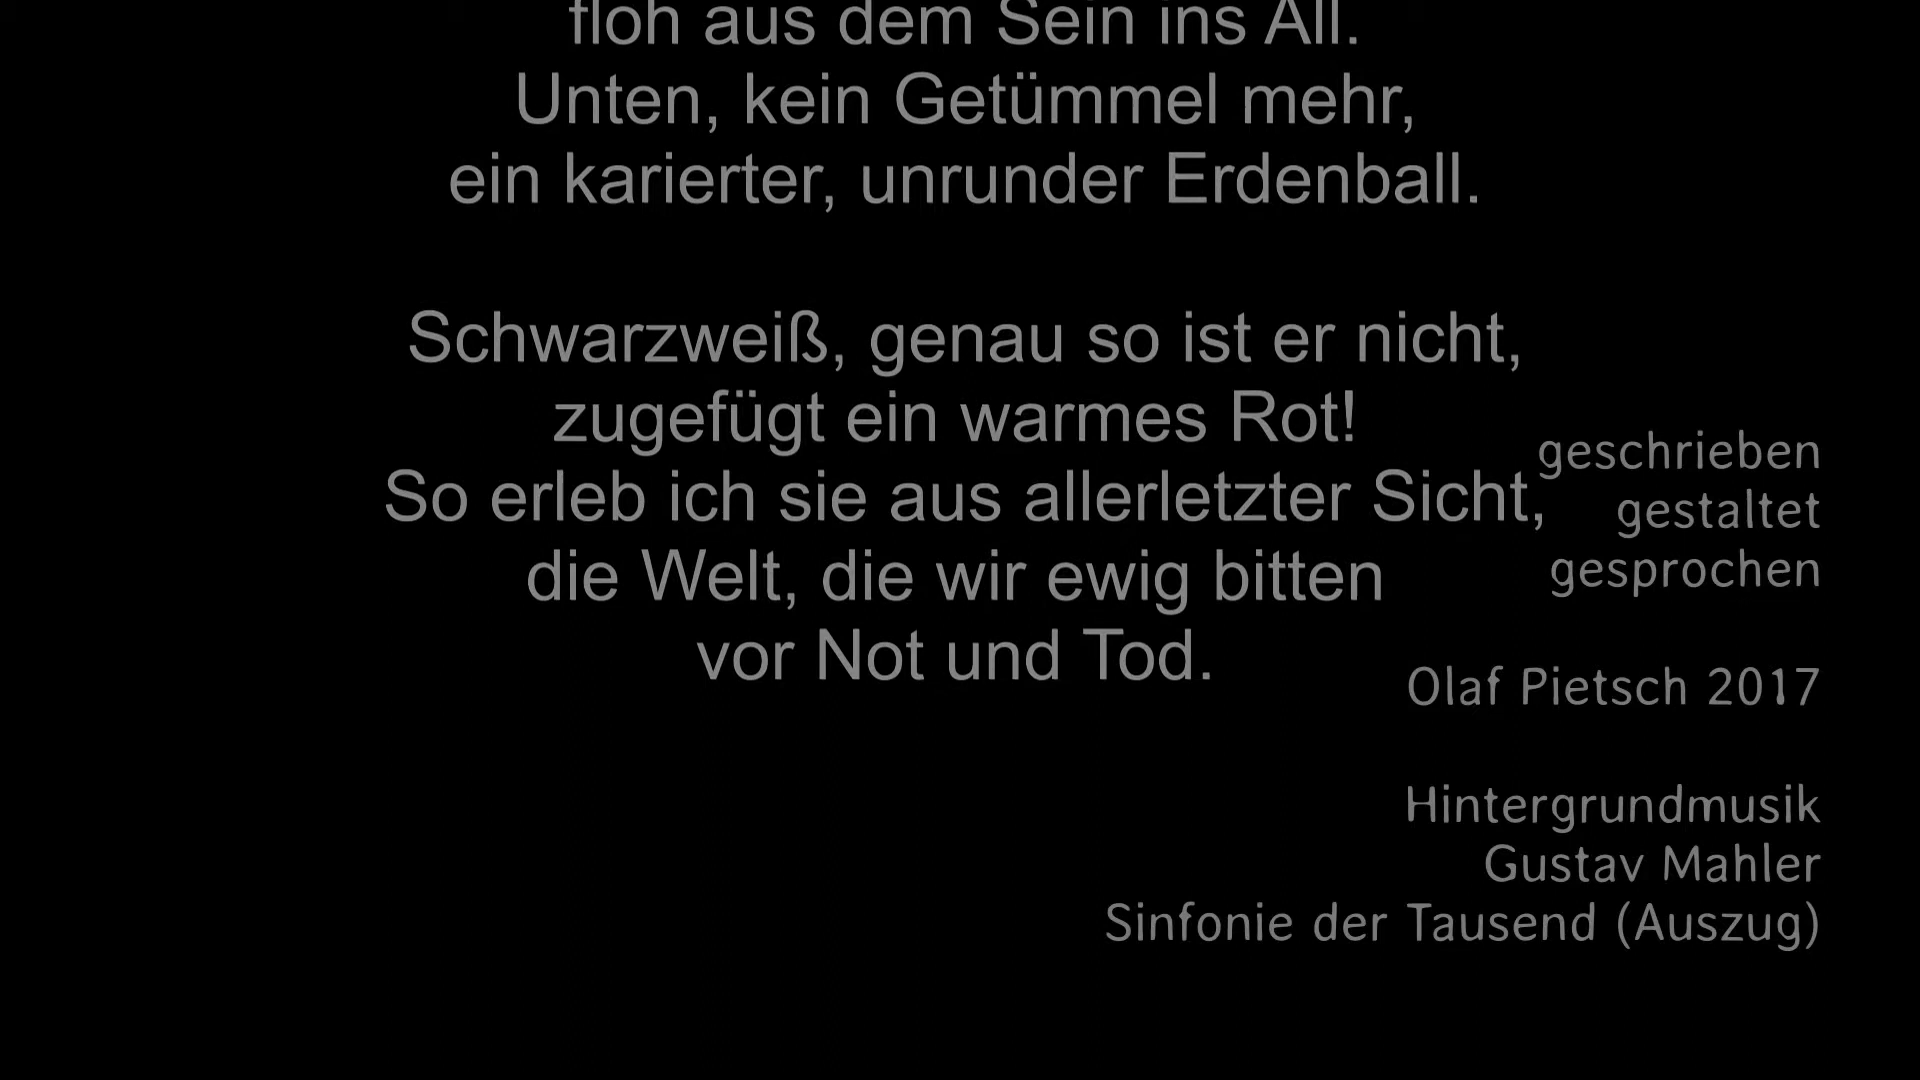 floh aus dem Sein ins All.
Unten, kein Getümmel mehr,
ein karierter, unrunder Erdenball.
Schwarzweiß, genau so ist er nicht,
zugefügt ein warmes Rot!
So erleb ich sie aus allerletzter Sicht,
die Welt, die wir ewig bitten
vor Not und Tod.
geschrieben
gestaltet
gesprochen
Olaf Pietsch 2017
Hintergrundmusik
Gustav Mahler
Sinfonie der Tausend (Auszug)